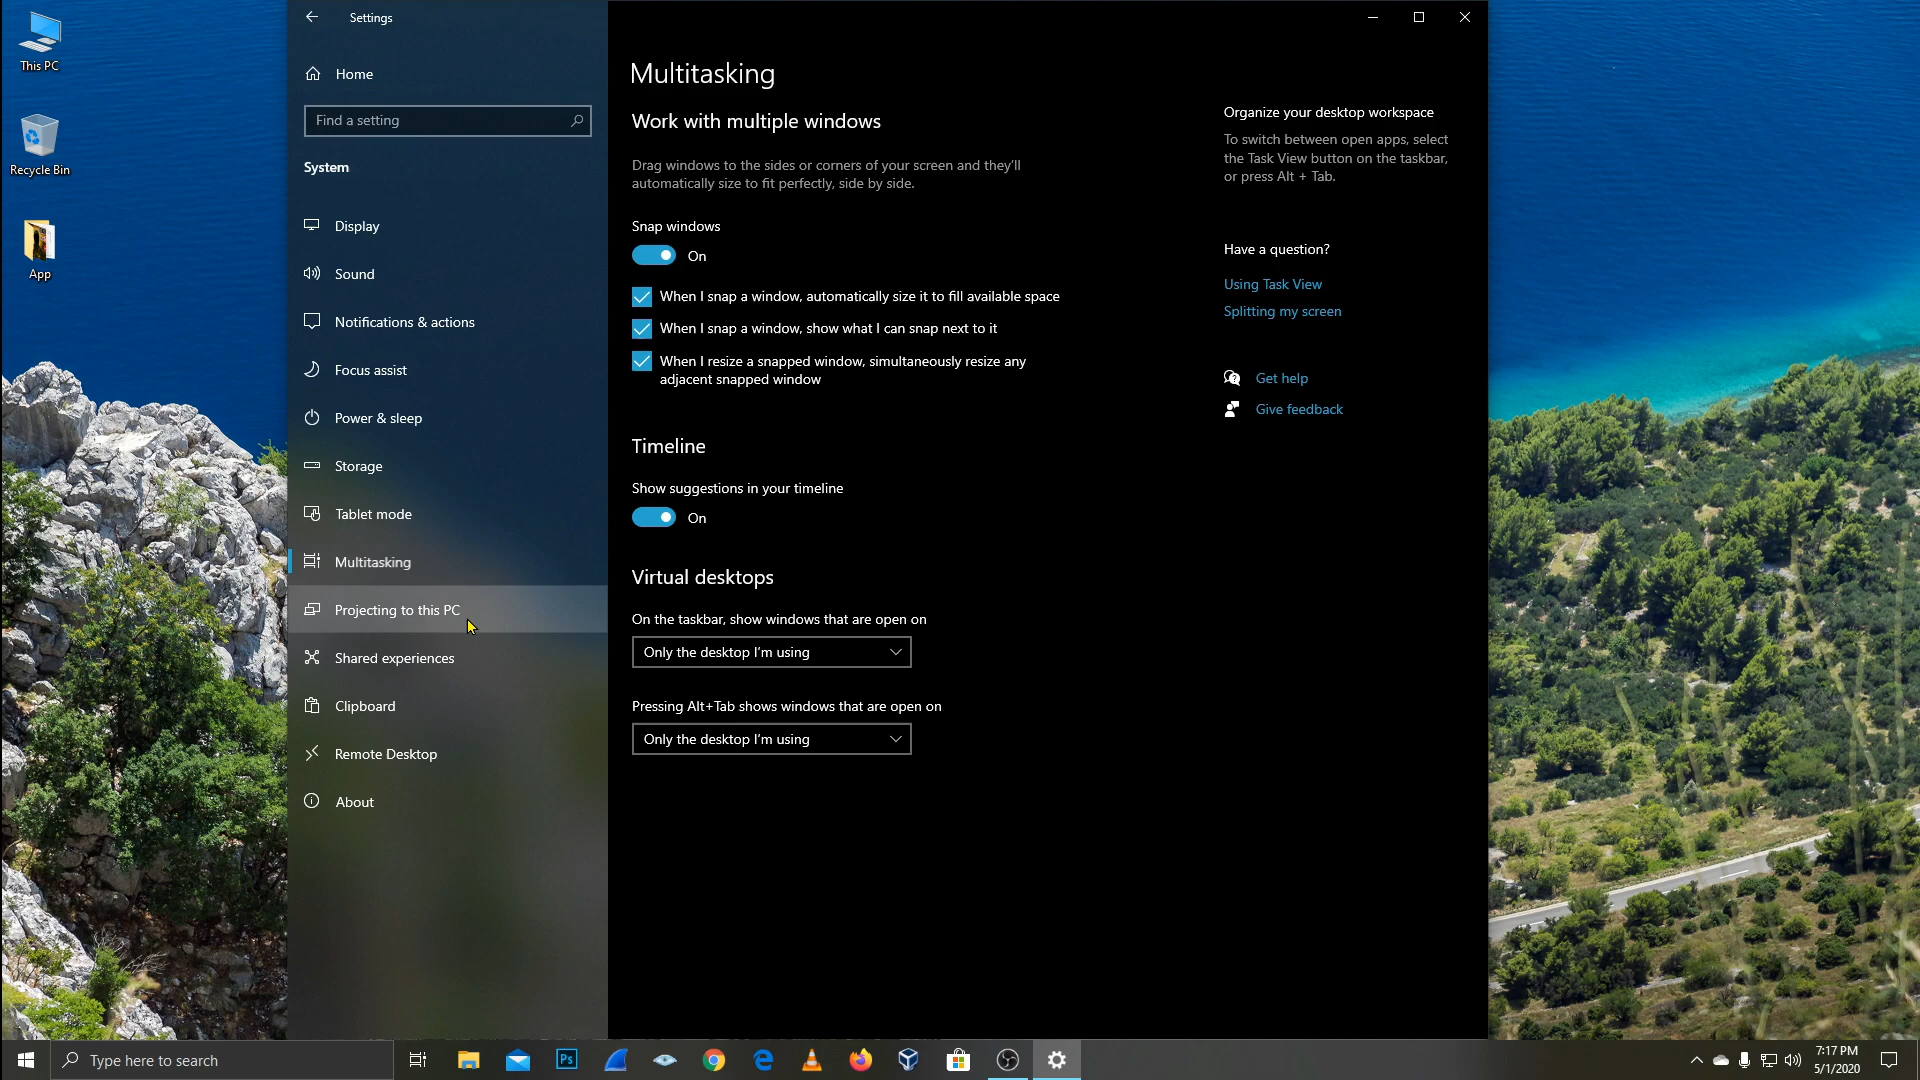 This PC
Recycle Bin
App
Settings
Home
Find a setting
System
Display
Sound
Notifications & actions
Focus assist
Power & sleep
Storage
Tablet mode
Multitasking
Projecting to this PC
Shared experiences
Clipboard
Remote Desktop
About
Multitasking
Work with multiple windows
Drag windows to the sides or corners of your screen and they'll
automatically size to fit perfectly, side by side.
Snap windows
On
When I snap a window, automatically size it to fill available space
When I snap a window, show what I can snap next to it
When I resize a snapped window, simultaneously resize any
adjacent snapped window
Timeline
Show suggestions in your timeline
On
Virtual desktops
On the taskbar, show windows that are open on
Only the desktop I'm using
Pressing Alt+Tab shows windows that are open on
Only the desktop I'm using
Organize your desktop workspace
To switch between open apps, select
the Task View button on the taskbar,
or press Alt + Tab.
Have a question?
Using Task View
Splitting my screen
Get help
Give feedback
Type here to search
Ps
7:17 PM
5/1/2020